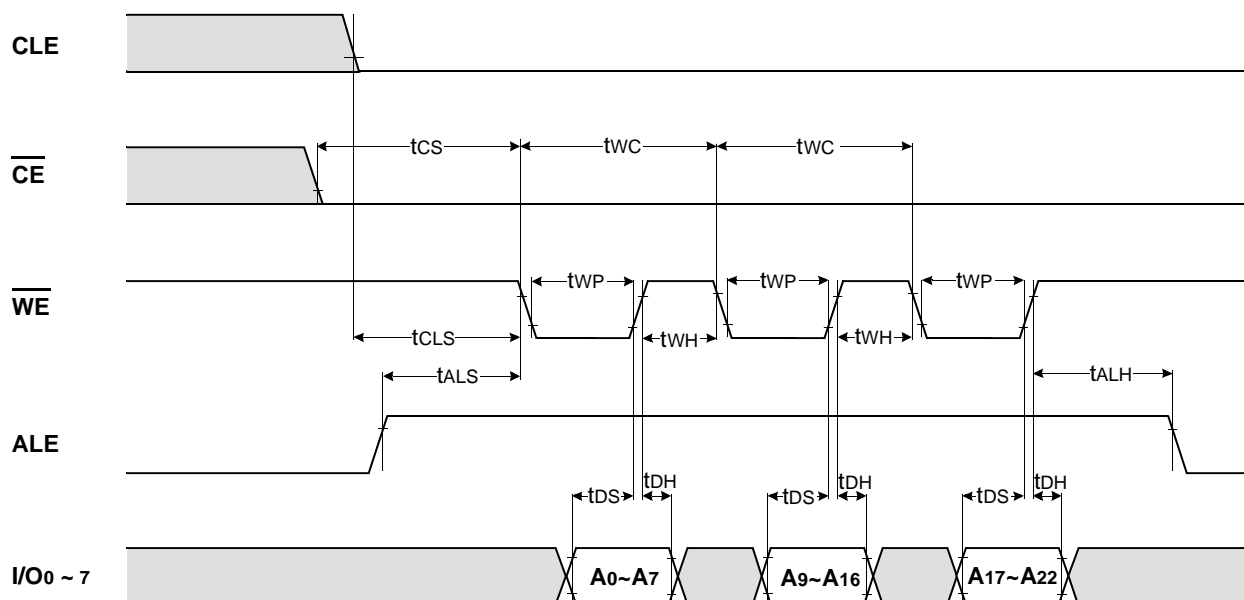 CLE
CE
tCS
tWC
tWC
WE
tWP
tWP
tWP
tCLS
tWH
tWH
tALS
tALH
ALE
tDS
tDH
tDS
tDH
tDS
tDH
I/O0 ~ 7
A0~A7
A9~A16
A17~A22